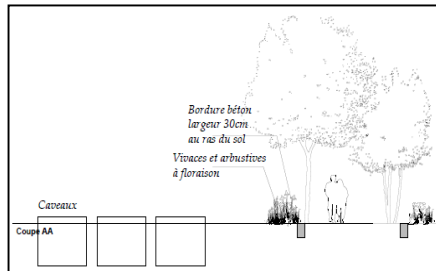 Bordure béton
largeur 30cm
au ras du sol
Vivaces et arbustives
à floraison
Caveaux
Coupe AA